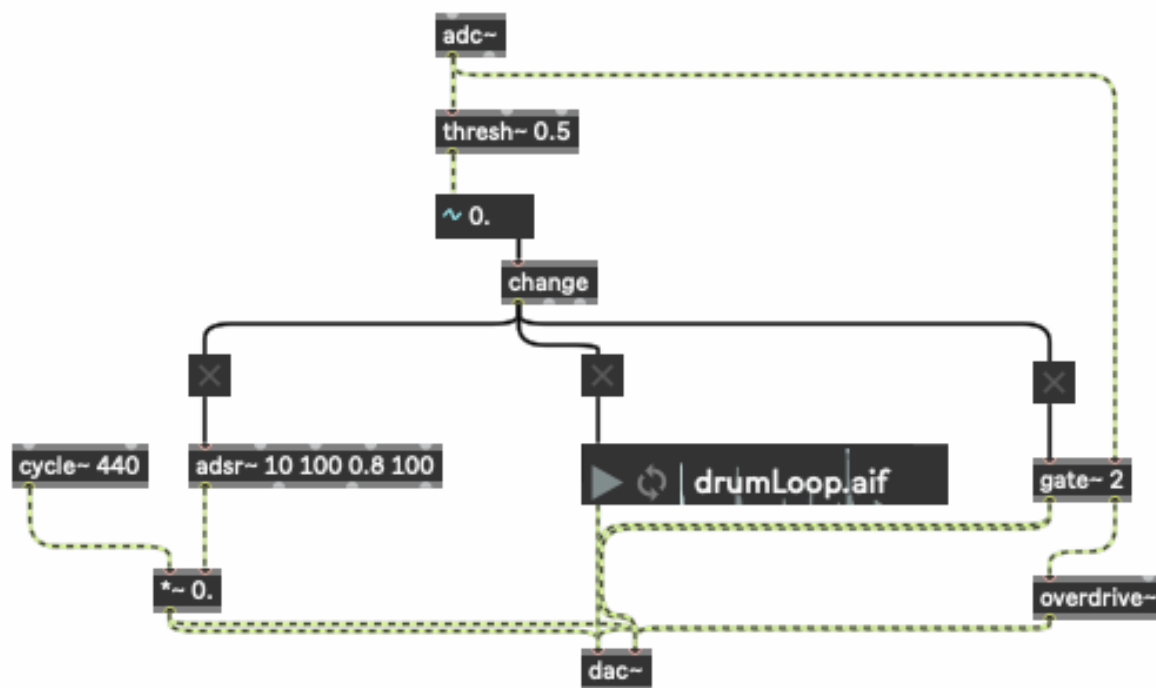 adc~
thresh~ 0.5
~ 0.
change
cycle~ 440
adsr~ 10 100 0.8 100
drumLoop.aif
gate~ 2
*~ 0.
overdrive~
dac~